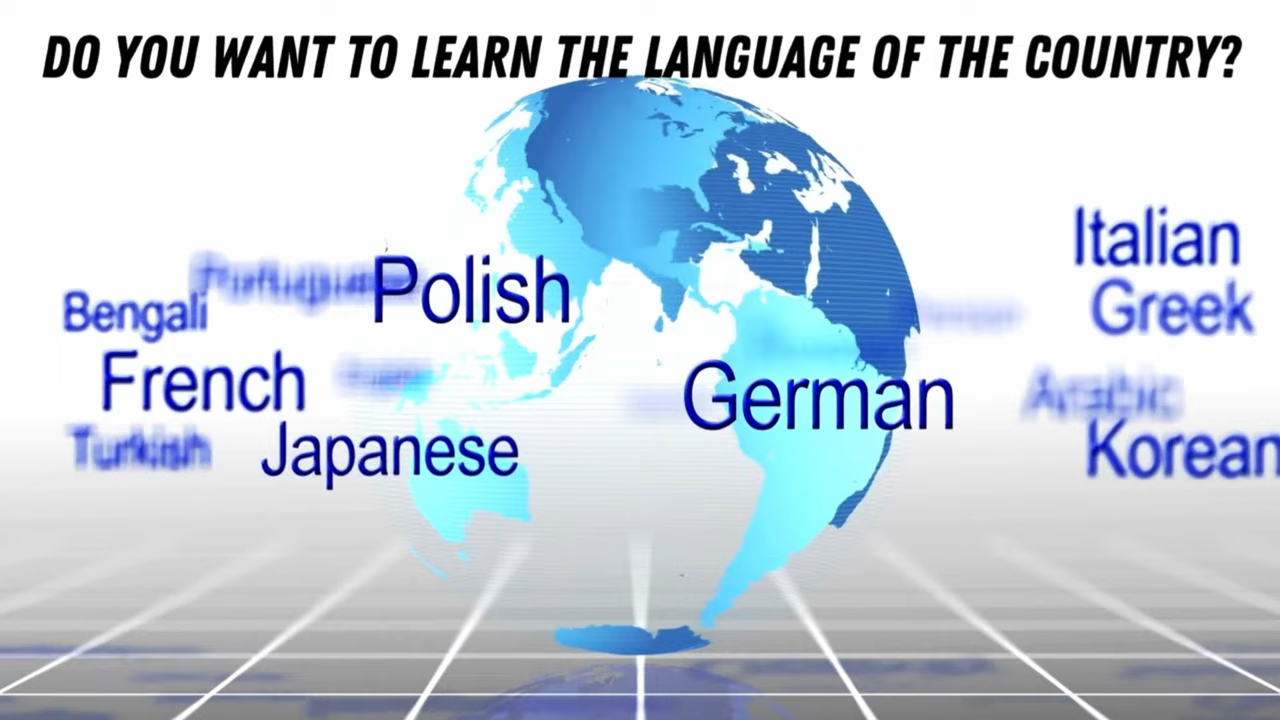 DO YOU WANT TO LEARN THE LANGUAGE OF THE COUNTRY?
Italian
Portuguese
Polish
Bengali
Greek
French
German
Arabic
Turkish
Japanese
Korean